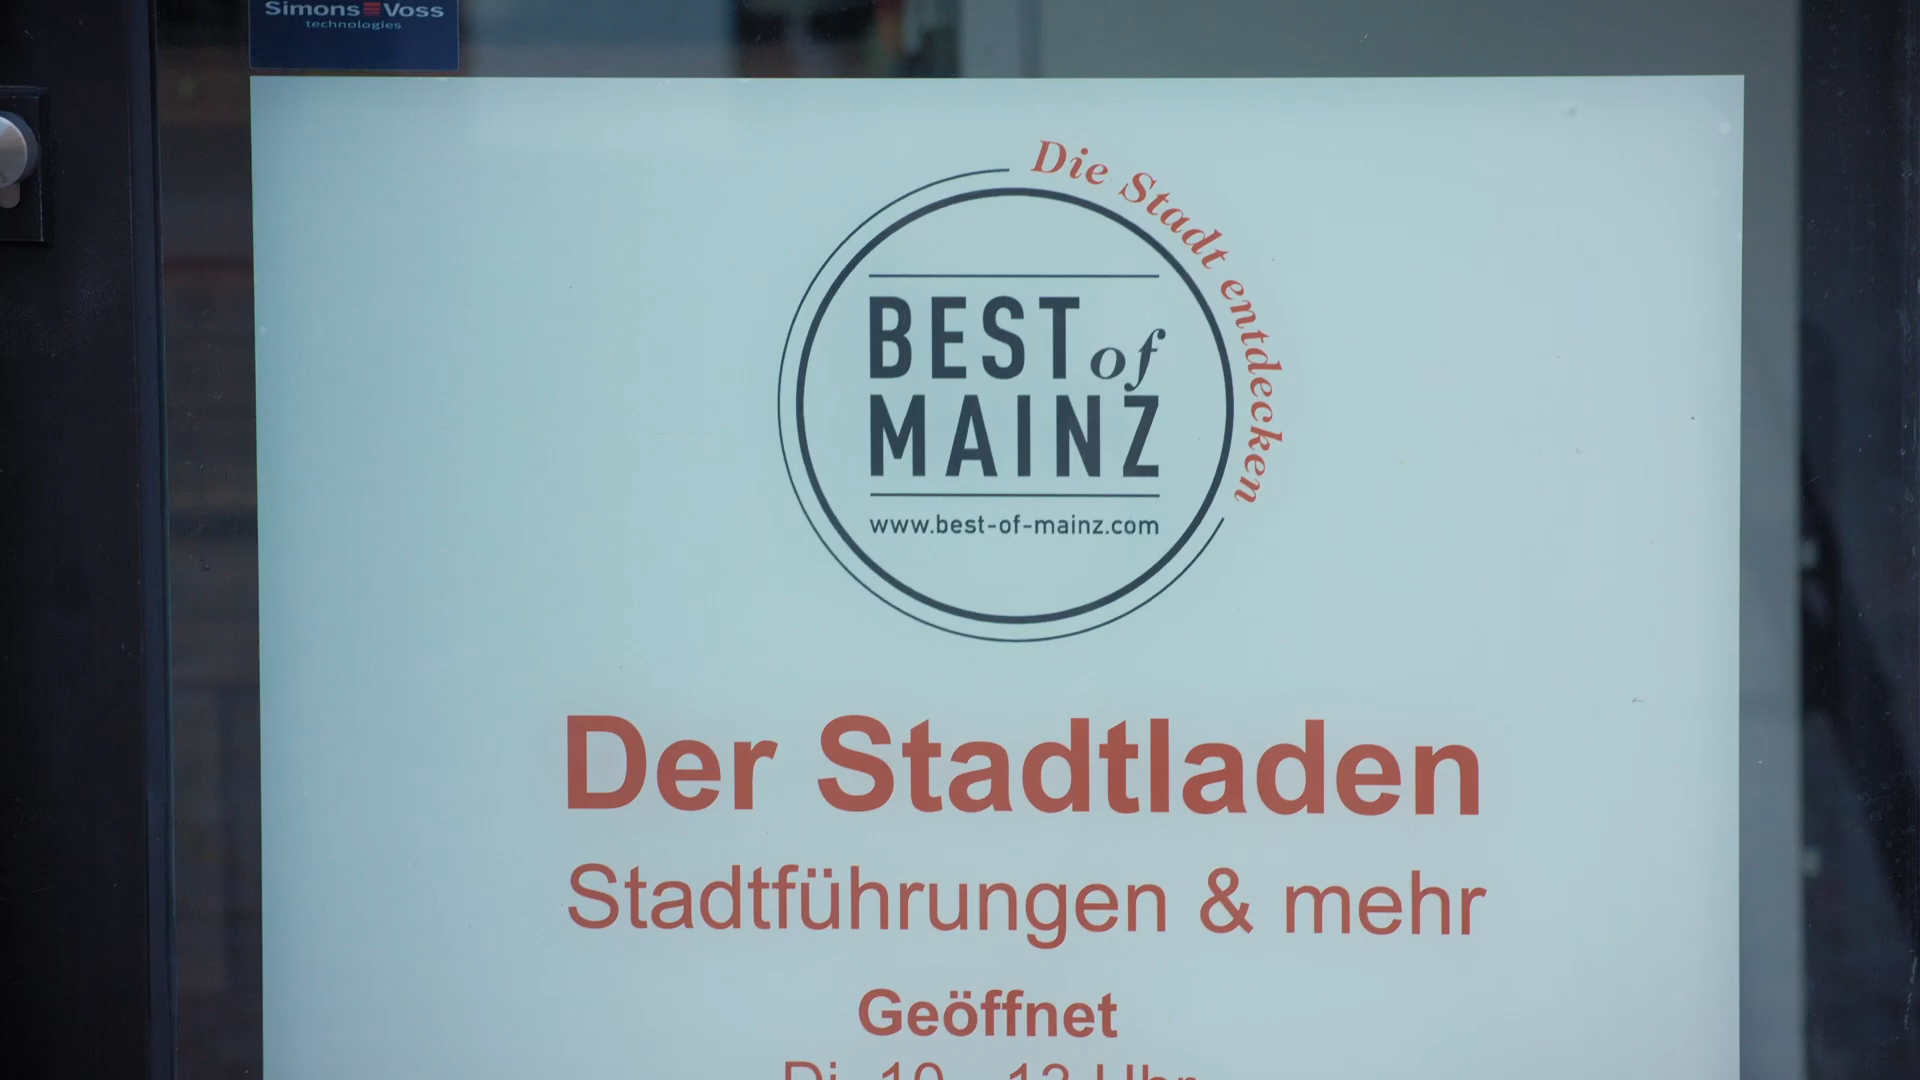 Simons Voss
technologies
Die Stadt entdecken
BEST of
MAINZ
www.best-of-mainz.com
Der Stadtladen
Stadtführungen & mehr
Geöffnet